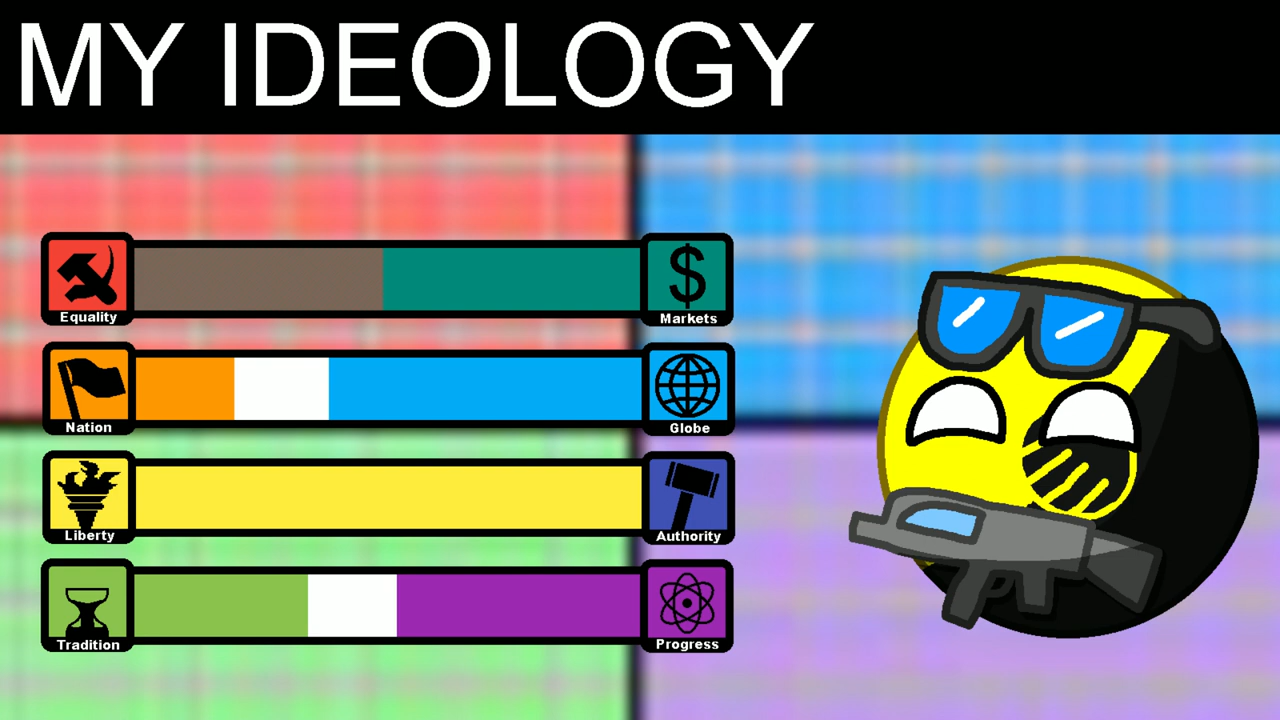 MY IDEOLOGY
Equality
$
Markets
Nation
Globe
Liberty
Authority
Tradition
Progress